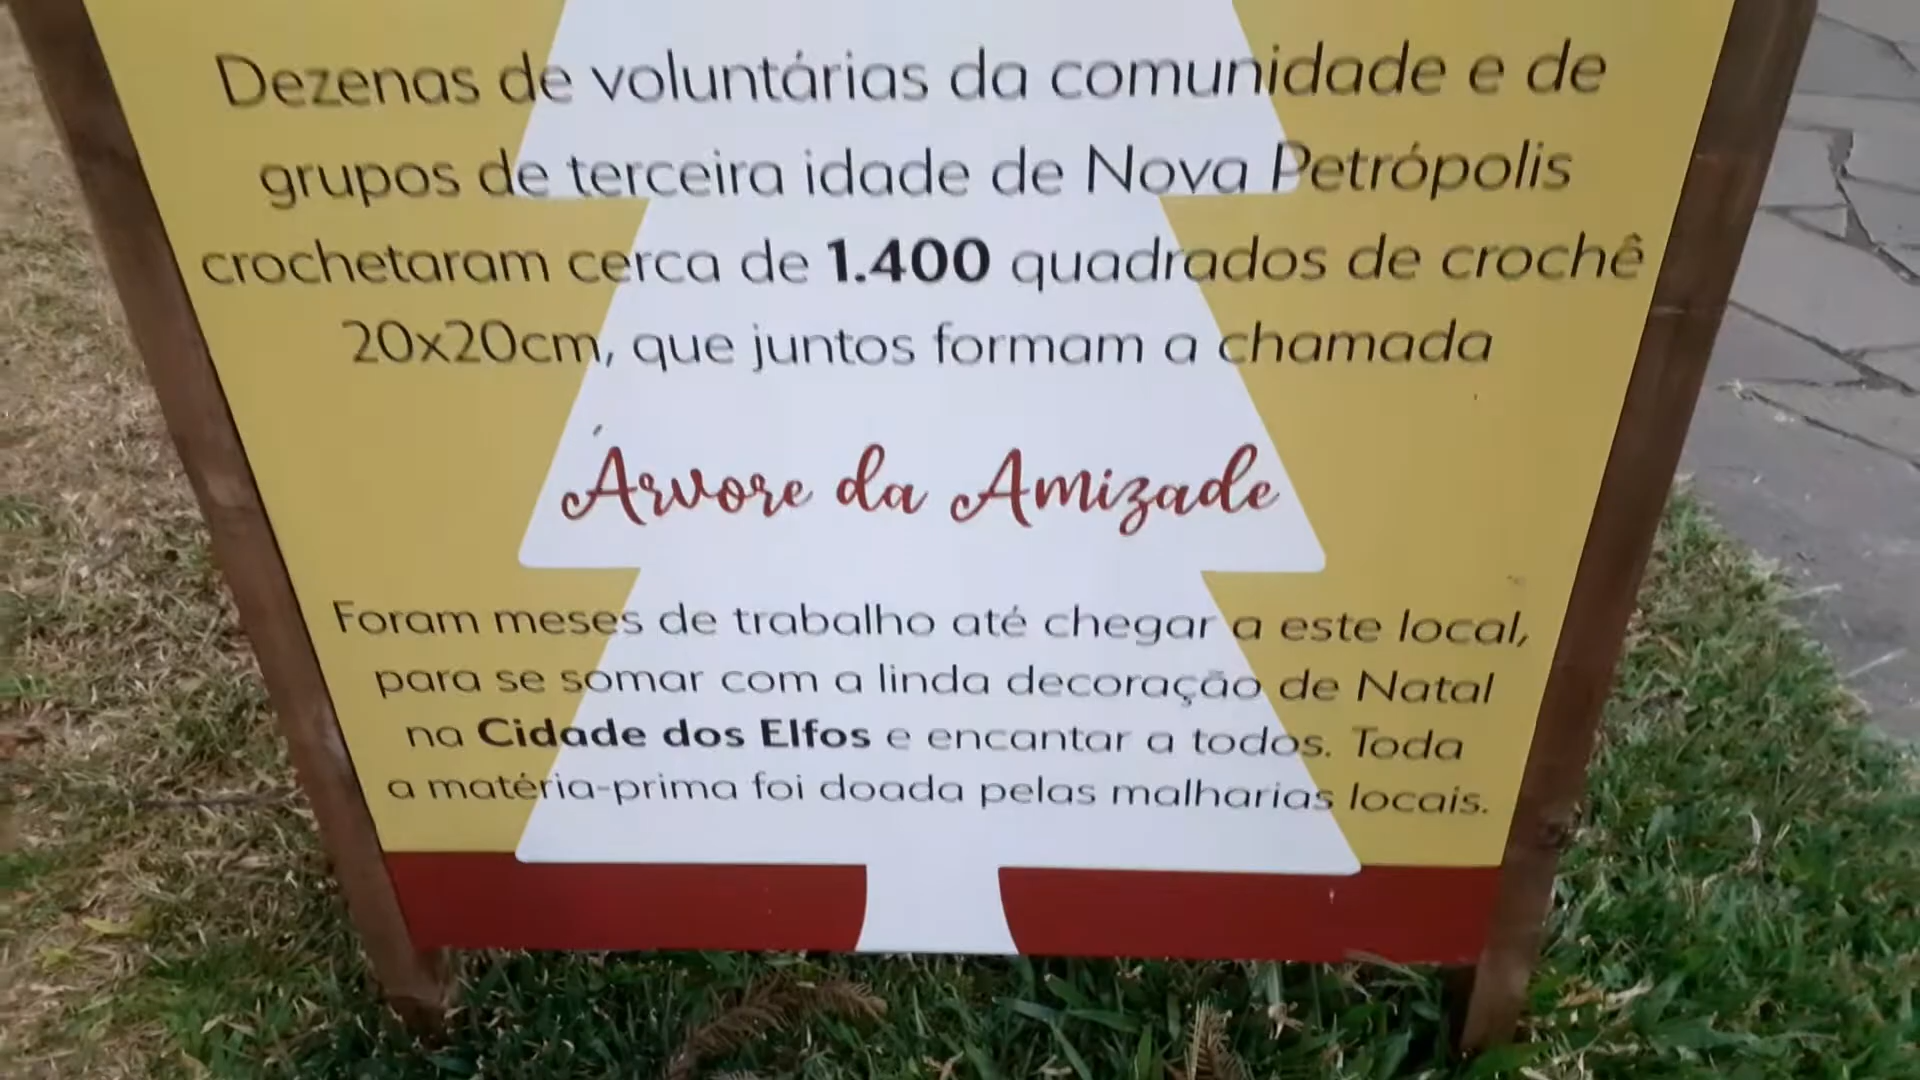 Dezenas de voluntárias da comunidade e de
grupos de terceira idade de Nova Petrópolis
crochetaram cerca de 1.400 quadrados de crochê
20x20cm, que juntos formam a chamada
Árvore da Amizade
Foram meses de trabalho até chegar a este local,
para se somar com a linda decoração de Natal
na Cidade dos Elfos e encantar a todos. Toda
a matéria-prima foi doada pelas malharias locais.